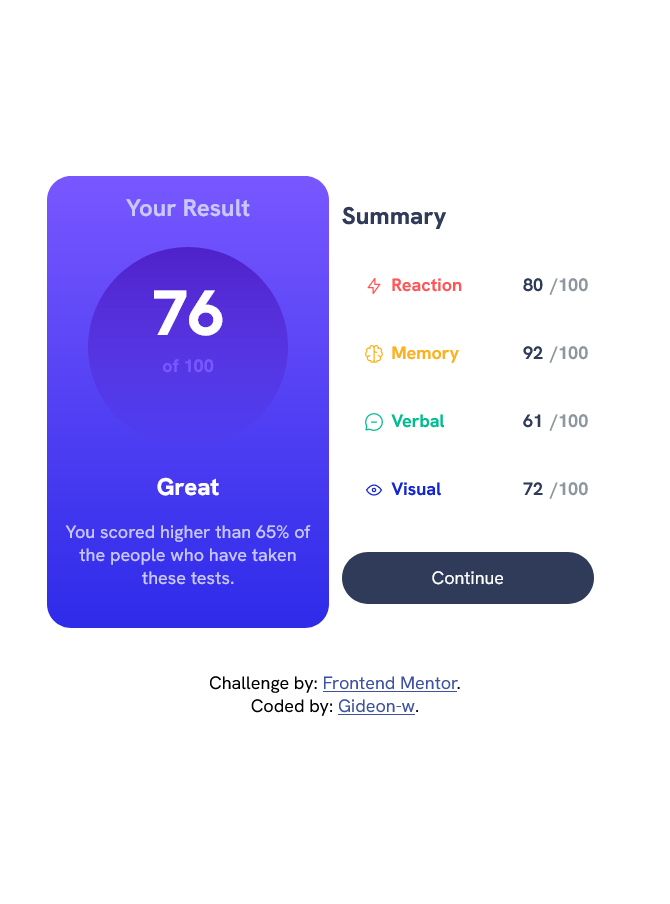 Your Result
76
of 100
Great
You scored higher than 65% of
the people who have taken
these tests.
Summary
Reaction 80 /100
Memory 92 /100
Verbal 61 /100
Visual 72 /100
Continue
Challenge by: Frontend Mentor.
Coded by: Gideon-w.